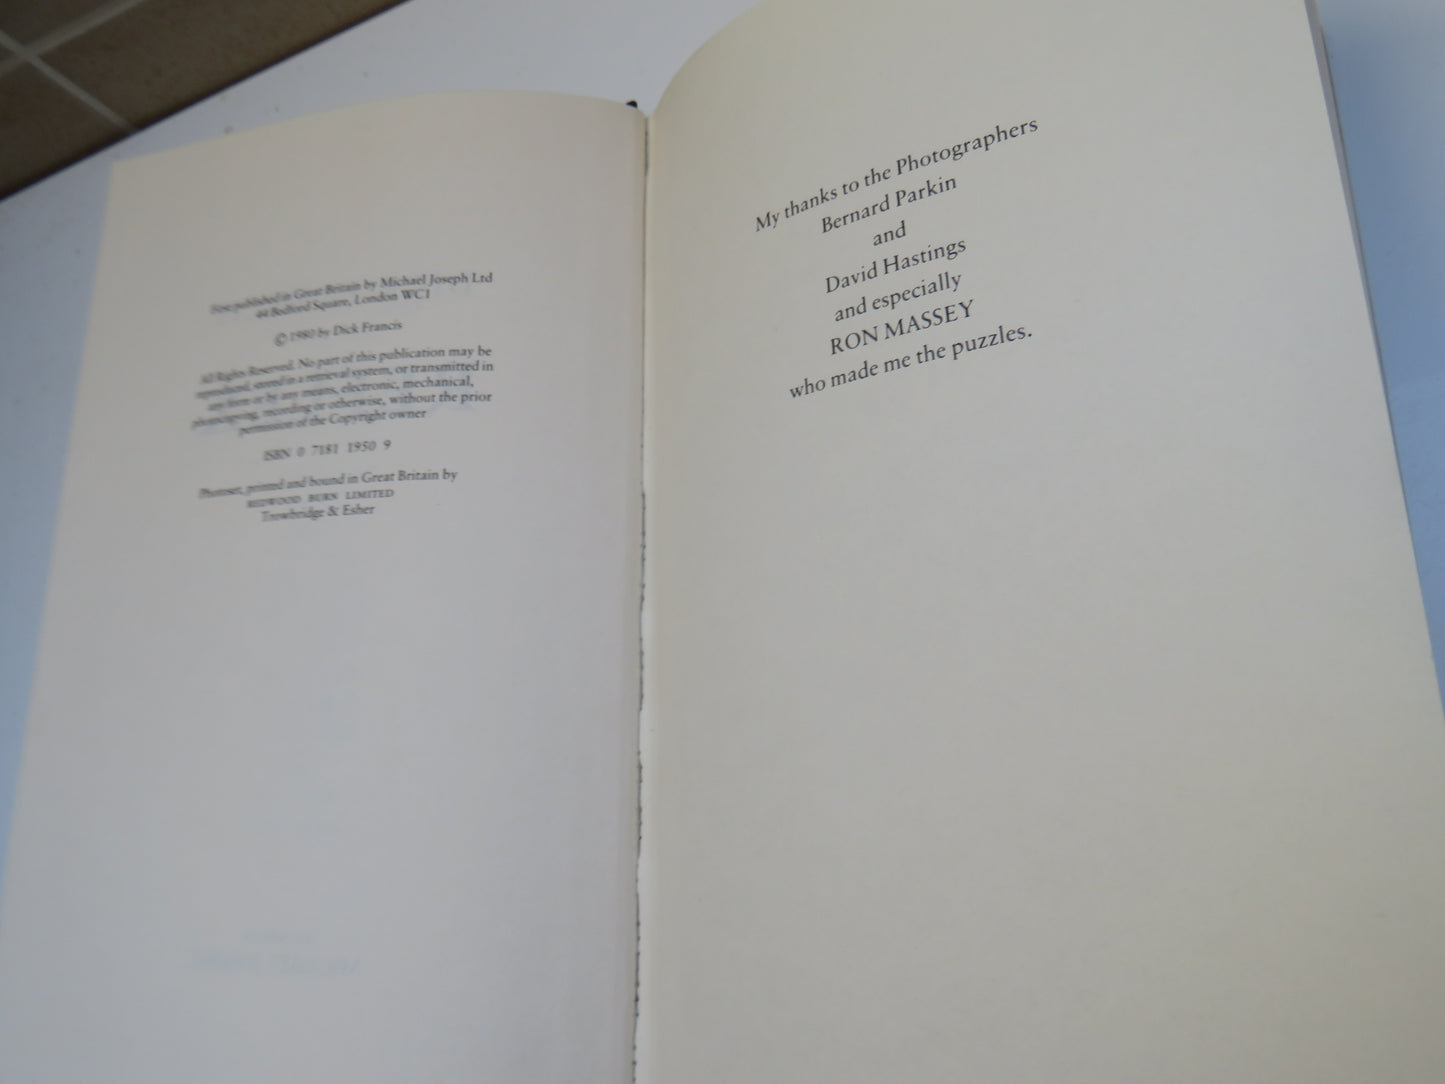 First published in Great Britain by Michael Joseph Ltd
44 Bedford Square, London WC1
© 1980 by Dick Francis
All Rights Reserved. No part of this publication may be
reproduced, stored in a retrieval system, or transmitted in
any form or by any means, electronic, mechanical,
photocopying, recording or otherwise, without the prior
permission of the Copyright owner
ISBN 0 7181 1950 9
Photoset, printed and bound in Great Britain by
REDWOOD BURN LIMITED
Trowbridge & Esher
My thanks to the Photographers
Bernard Parkin
and
David Hastings
and especially
RON MASSEY
who made me the puzzles.